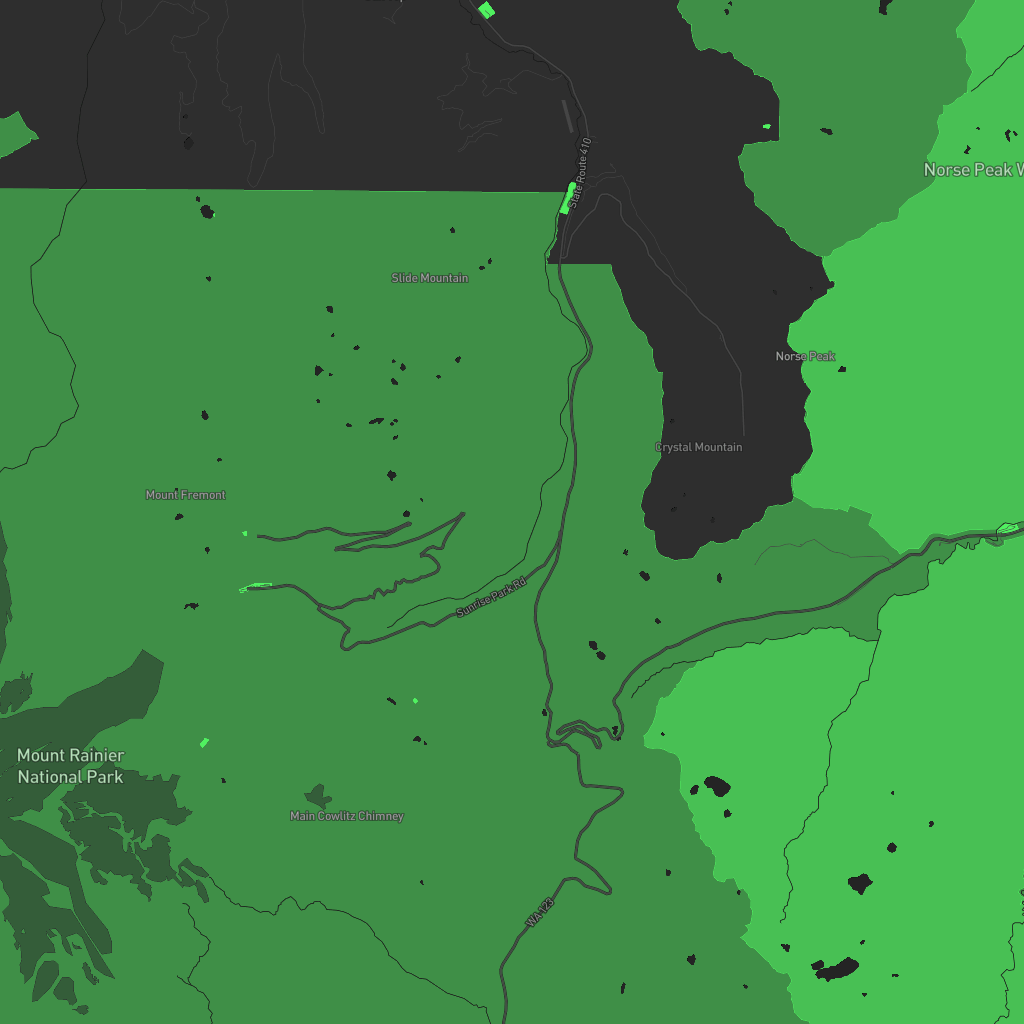 State Route 410
Norse Peak W
Slide Mountain
Norse Peak
Crystal Mountain
Mount Fremont
Sunrise Park Rd
Mount Rainier
National Park
Main Cowlitz Chimney
WA 123